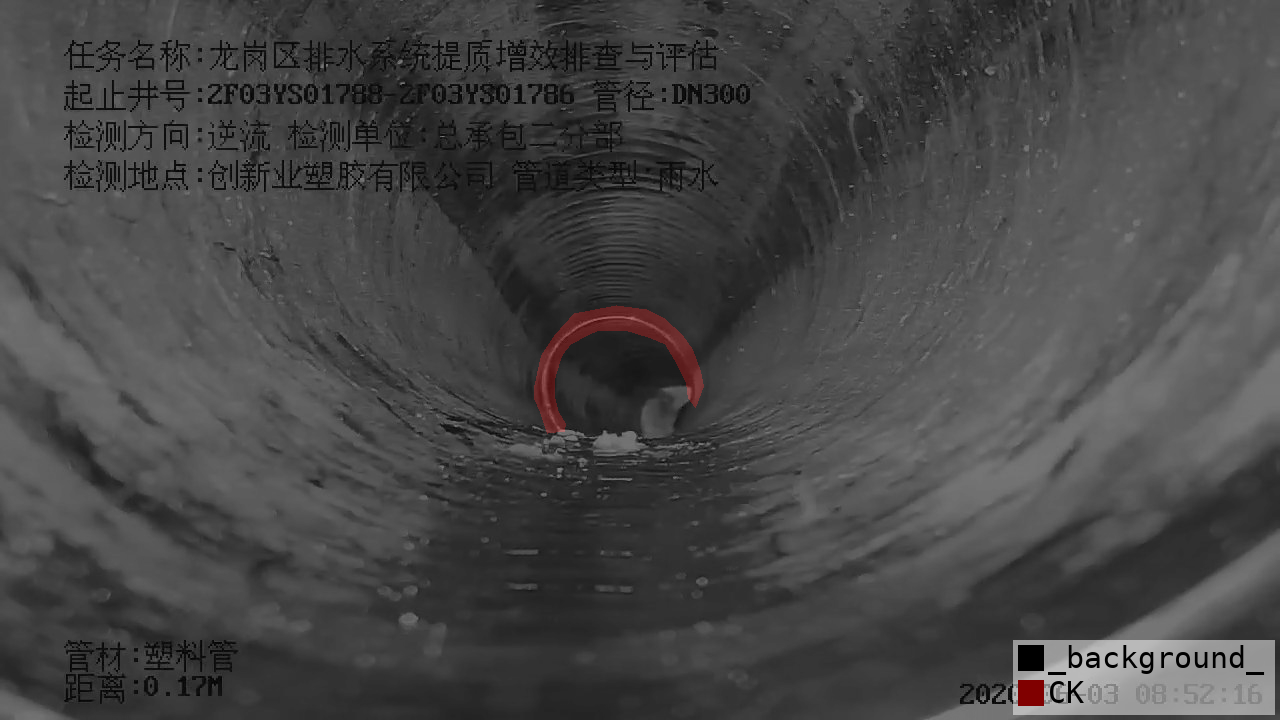 任务名称:龙岗区排水系统提质增效排查与评估
起止井号:2F03YS01788-2F03YS01786 管径:DN300
检测方向:逆流 检测单位:总承包二分部
检测地点:创新业塑胶有限公司 管道类型:雨水
管材:塑料管
距离:0.17M
_background_
CK
03 08:52:16